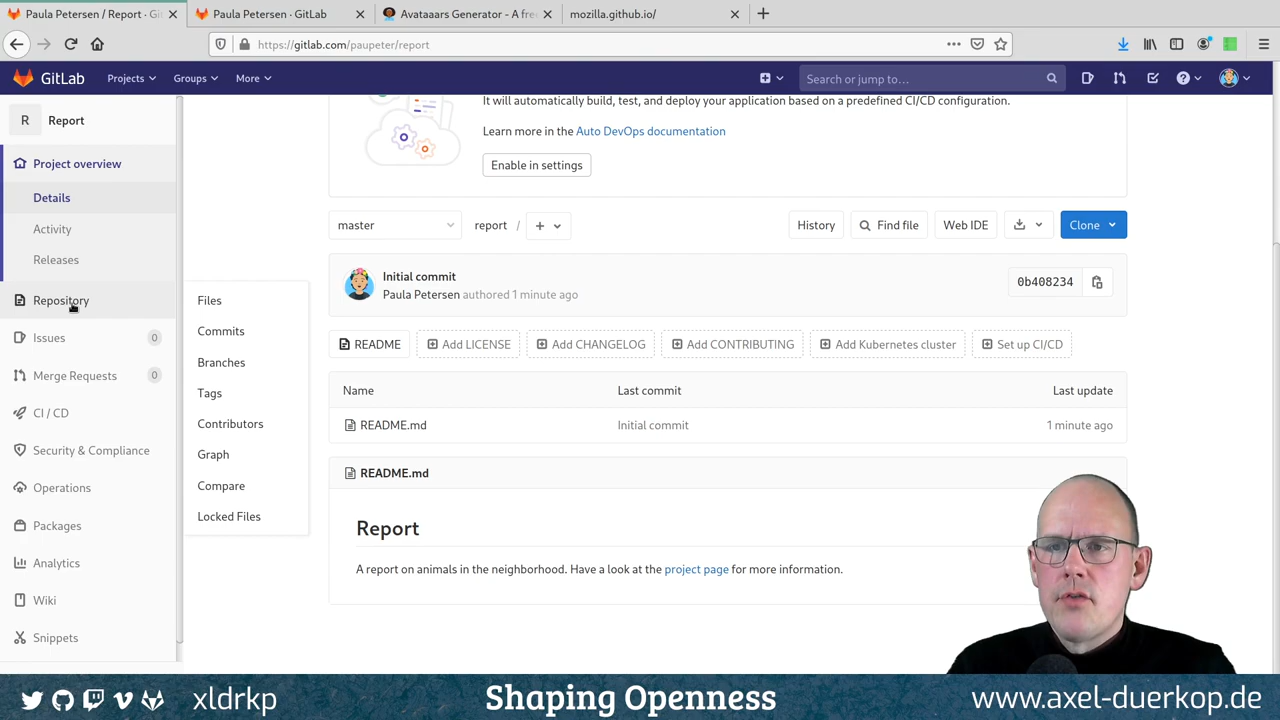 Paula Petersen / Report · Gi
Paula Petersen · GitLab
Avataaars Generator - A fre
mozilla.github.io/
https://gitlab.com/paupeter/report
GitLab
Projects
Groups
More
Search or jump to...
R
Report
Project overview
Details
Activity
Releases
Repository
Issues
0
Merge Requests
0
CI / CD
Security & Compliance
Operations
Packages
Analytics
Wiki
Snippets
Files
Commits
Branches
Tags
Contributors
Graph
Compare
Locked Files
It will automatically build, test, and deploy your application based on a predefined CI/CD configuration.
Learn more in the Auto DevOps documentation
Enable in settings
master
report /
History
Find file
Web IDE
Clone
Initial commit
Paula Petersen authored 1 minute ago
0b408234
README
Add LICENSE
Add CHANGELOG
Add CONTRIBUTING
Add Kubernetes cluster
Set up CI/CD
Name
Last commit
Last update
README.md
Initial commit
1 minute ago
README.md
Report
A report on animals in the neighborhood. Have a look at the project page for more information.
xldrkp
Shaping Openness
www.axel-duerkop.de